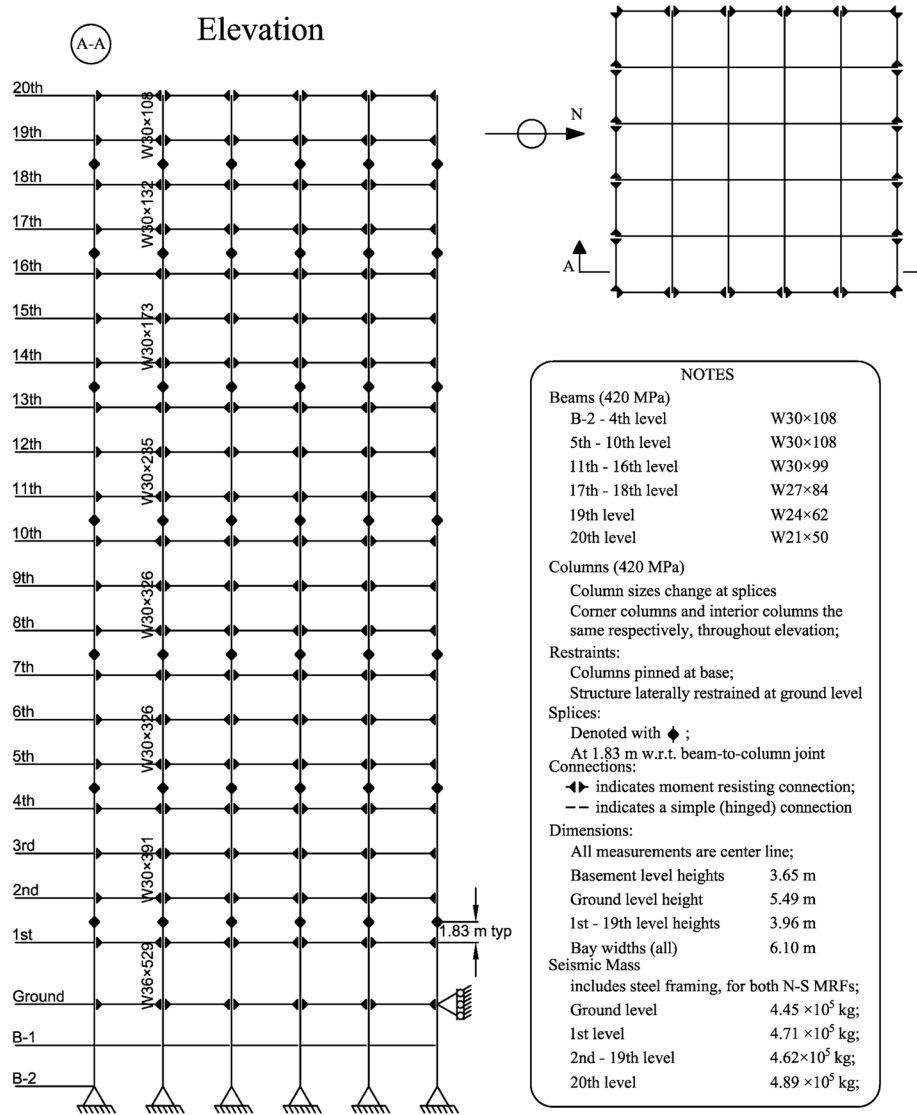 Elevation
A-A
20th
19th
18th
17th
16th
15th
14th
13th
12th
11th
10th
9th
8th
7th
6th
5th
4th
3rd
2nd
1st
Ground
B-1
B-2
W30×108
W30×132
W30×173
W30×235
W30×326
W30×326
W30×391
W36×529
1.83 m typ
N
A
NOTES
Beams (420 MPa)
B-2 - 4th level W30×108
5th - 10th level W30×108
11th - 16th level W30×99
17th - 18th level W27×84
19th level W24×62
20th level W21×50
Columns (420 MPa)
Column sizes change at splices
Corner columns and interior columns the
same respectively, throughout elevation;
Restraints:
Columns pinned at base;
Structure laterally restrained at ground level
Splices:
Denoted with ;
At 1.83 m w.r.t. beam-to-column joint
Connections:
indicates moment resisting connection;
indicates a simple (hinged) connection
Dimensions:
All measurements are center line;
Basement level heights 3.65 m
Ground level height 5.49 m
1st - 19th level heights 3.96 m
Bay widths (all) 6.10 m
Seismic Mass
includes steel framing, for both N-S MRFs;
Ground level 4.45 ×10⁵ kg;
1st level 4.71 ×10⁵ kg;
2nd - 19th level 4.62×10⁵ kg;
20th level 4.89 ×10⁵ kg;